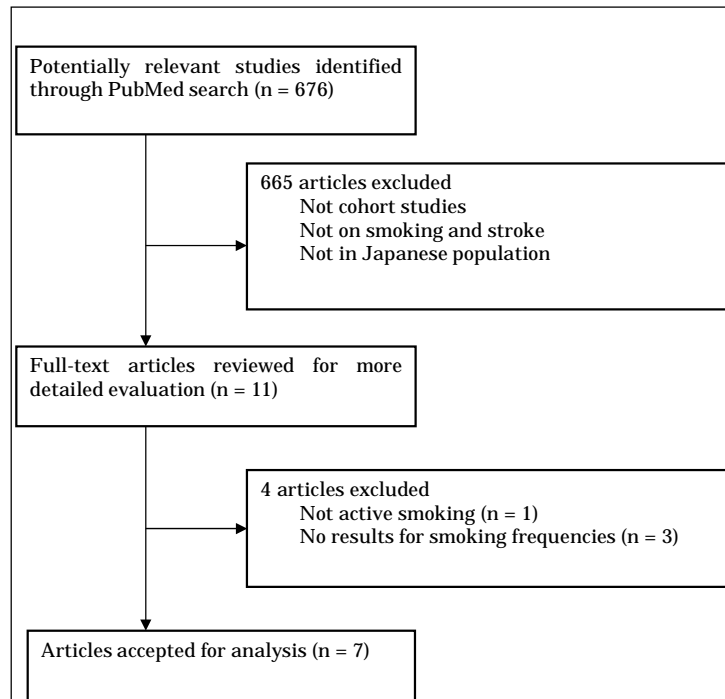 Potentially relevant studies identified
through PubMed search (n = 676)
665 articles excluded
Not cohort studies
Not on smoking and stroke
Not in Japanese population
Full-text articles reviewed for more
detailed evaluation (n = 11)
4 articles excluded
Not active smoking (n = 1)
No results for smoking frequencies (n = 3)
Articles accepted for analysis (n = 7)